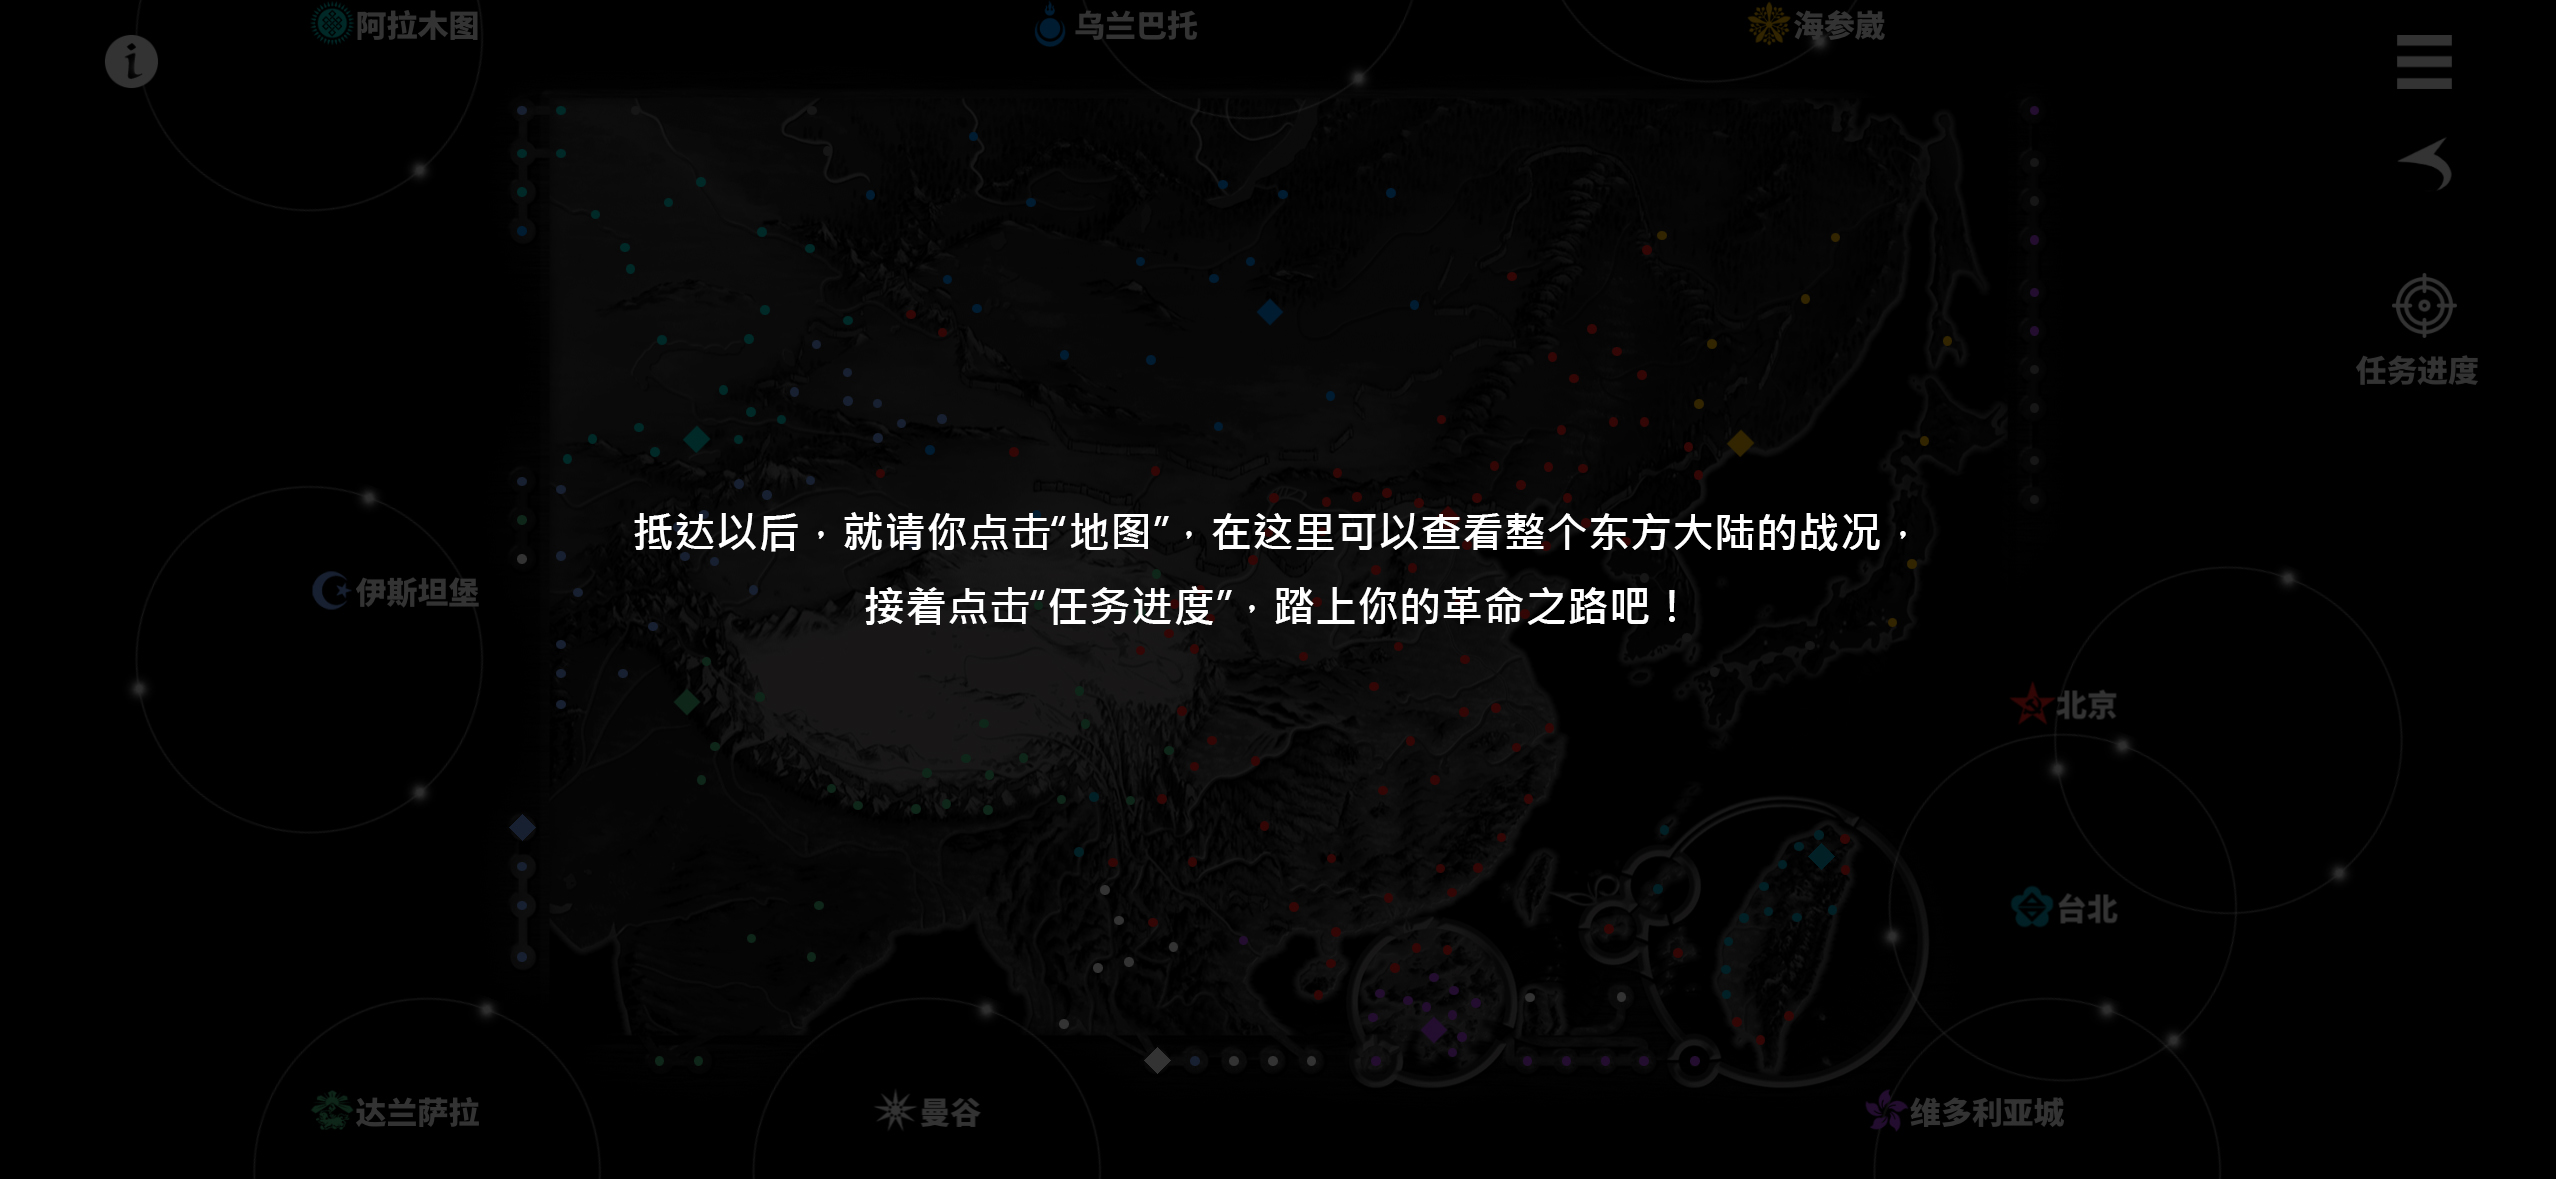 阿拉木图
乌兰巴托
海参崴
任务进度
抵达以后，就请你点击“地图”，在这里可以查看整个东方大陆的战况，
接着点击“任务进度”，踏上你的革命之路吧！
伊斯坦堡
北京
台北
达兰萨拉
曼谷
维多利亚城